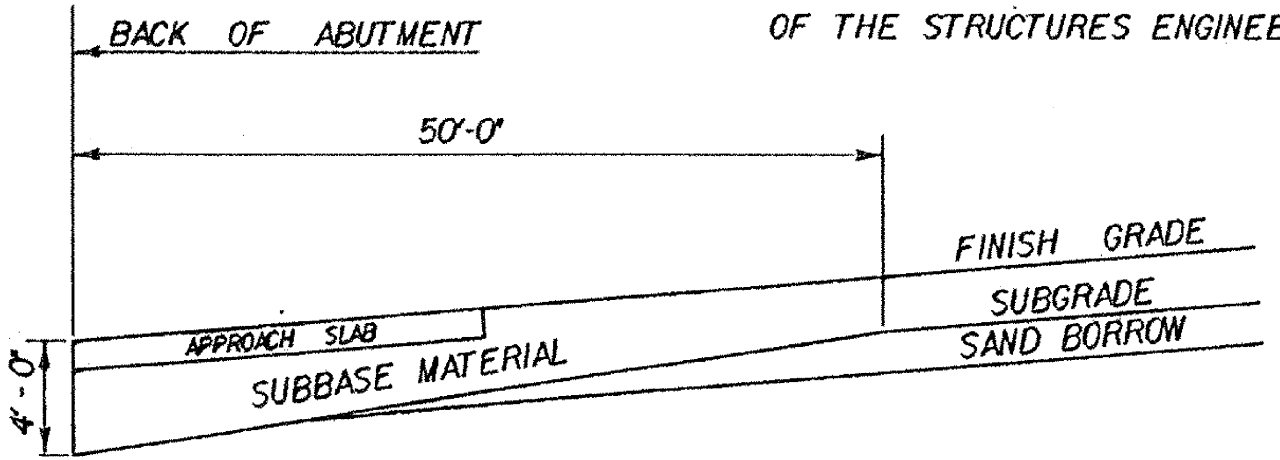 BACK OF ABUTMENT
OF THE STRUCTURES ENGINEE
50'-0"
FINISH GRADE
SUBGRADE
SAND BORROW
APPROACH SLAB
SUBBASE MATERIAL
4'-0"